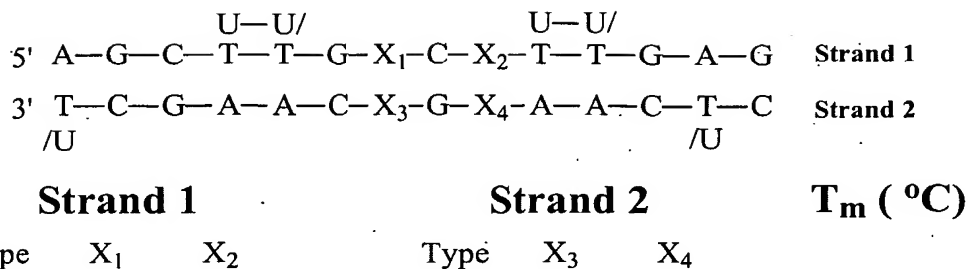 U—U/ U—U/
5' A—G—C—T—T—G—X₁—C—X₂—T—T—G—A—G Strand 1
3' T—C—G—A—A—C—X₃—G—X₄—A—A—C—T—C Strand 2
/U /U
Strand 1 Strand 2 Tm ( °C)
pe X₁ X₂ Type X₃ X₄